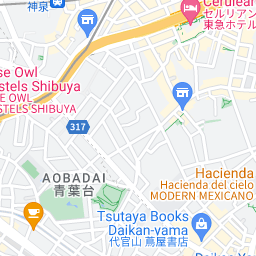 神泉
Cerulean
セルリアン
東急ホテル
se Owl
stels Shibuya
SE OWL
STELS SHIBUYA
317
AOBADAI
青葉台
Hacienda
Hacienda del cielo
MODERN MEXICANO
Tsutaya Books
Daikan-yama
代官山 蔦屋書店